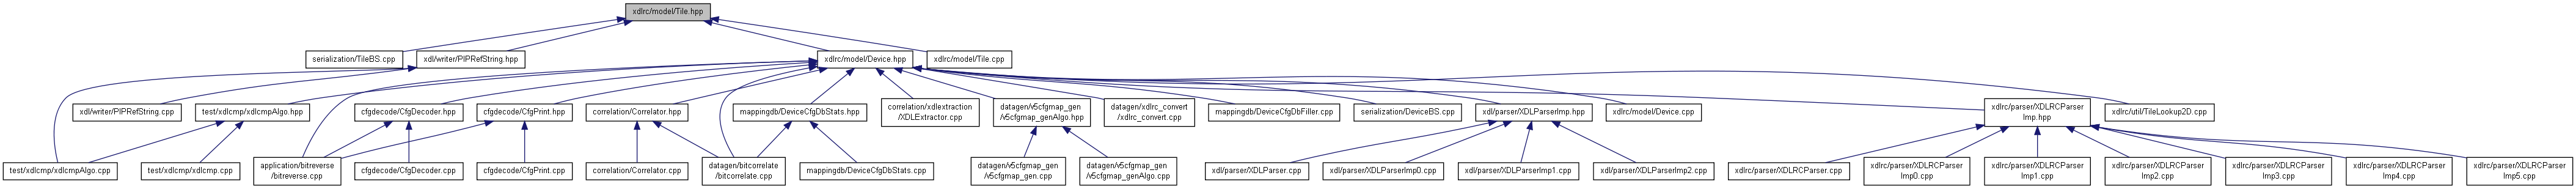 xdlrc/model/Tile.hpp
serialization/TileBS.cpp
xdl/writer/PIPRefString.hpp
xdlrc/model/Device.hpp
xdlrc/model/Tile.cpp
xdl/writer/PIPRefString.cpp
test/xdlcmp/xdlcmpAlgo.hpp
cfgdecode/CfgDecoder.hpp
cfgdecode/CfgPrint.hpp
correlation/Correlator.hpp
mappingdb/DeviceCfgDbStats.hpp
correlation/xdlextraction
/XDLExtractor.cpp
datagen/v5cfgmap_gen
/v5cfgmap_genAlgo.hpp
datagen/xdlrc_convert
/xdlrc_convert.cpp
mappingdb/DeviceCfgDbFiller.cpp
serialization/DeviceBS.cpp
xdl/parser/XDLParserImp.hpp
xdlrc/model/Device.cpp
xdlrc/parser/XDLRCParser
Imp.hpp
xdlrc/util/TileLookup2D.cpp
test/xdlcmp/xdlcmpAlgo.cpp
test/xdlcmp/xdlcmp.cpp
application/bitreverse
/bitreverse.cpp
cfgdecode/CfgDecoder.cpp
cfgdecode/CfgPrint.cpp
correlation/Correlator.cpp
datagen/bitcorrelate
/bitcorrelate.cpp
mappingdb/DeviceCfgDbStats.cpp
datagen/v5cfgmap_gen
/v5cfgmap_gen.cpp
datagen/v5cfgmap_gen
/v5cfgmap_genAlgo.cpp
xdl/parser/XDLParser.cpp
xdl/parser/XDLParserImp0.cpp
xdl/parser/XDLParserImp1.cpp
xdl/parser/XDLParserImp2.cpp
xdlrc/parser/XDLRCParser.cpp
xdlrc/parser/XDLRCParser
Imp0.cpp
xdlrc/parser/XDLRCParser
Imp1.cpp
xdlrc/parser/XDLRCParser
Imp2.cpp
xdlrc/parser/XDLRCParser
Imp3.cpp
xdlrc/parser/XDLRCParser
Imp4.cpp
xdlrc/parser/XDLRCParser
Imp5.cpp